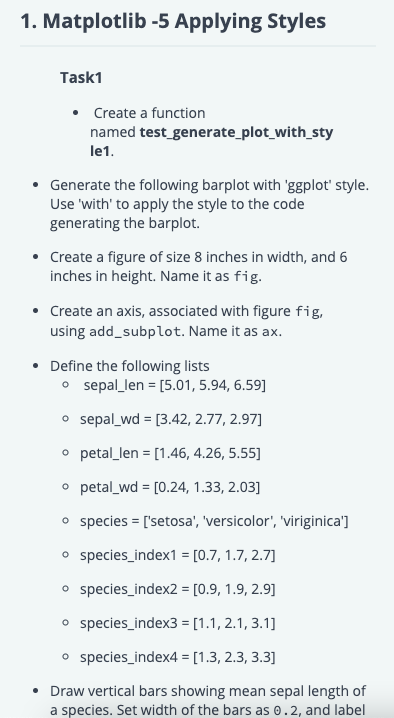 1. Matplotlib -5 Applying Styles
Task1
• Create a function
named test_generate_plot_with_sty
le1.
• Generate the following barplot with 'ggplot' style.
Use 'with' to apply the style to the code
generating the barplot.
• Create a figure of size 8 inches in width, and 6
inches in height. Name it as fig.
• Create an axis, associated with figure fig,
using add_subplot. Name it as ax.
• Define the following lists
○ sepal_len = [5.01, 5.94, 6.59]
○ sepal_wd = [3.42, 2.77, 2.97]
○ petal_len = [1.46, 4.26, 5.55]
○ petal_wd = [0.24, 1.33, 2.03]
○ species = ['setosa', 'versicolor', 'viriginica']
○ species_index1 = [0.7, 1.7, 2.7]
○ species_index2 = [0.9, 1.9, 2.9]
○ species_index3 = [1.1, 2.1, 3.1]
○ species_index4 = [1.3, 2.3, 3.3]
• Draw vertical bars showing mean sepal length of
a species. Set width of the bars as 0.2, and label